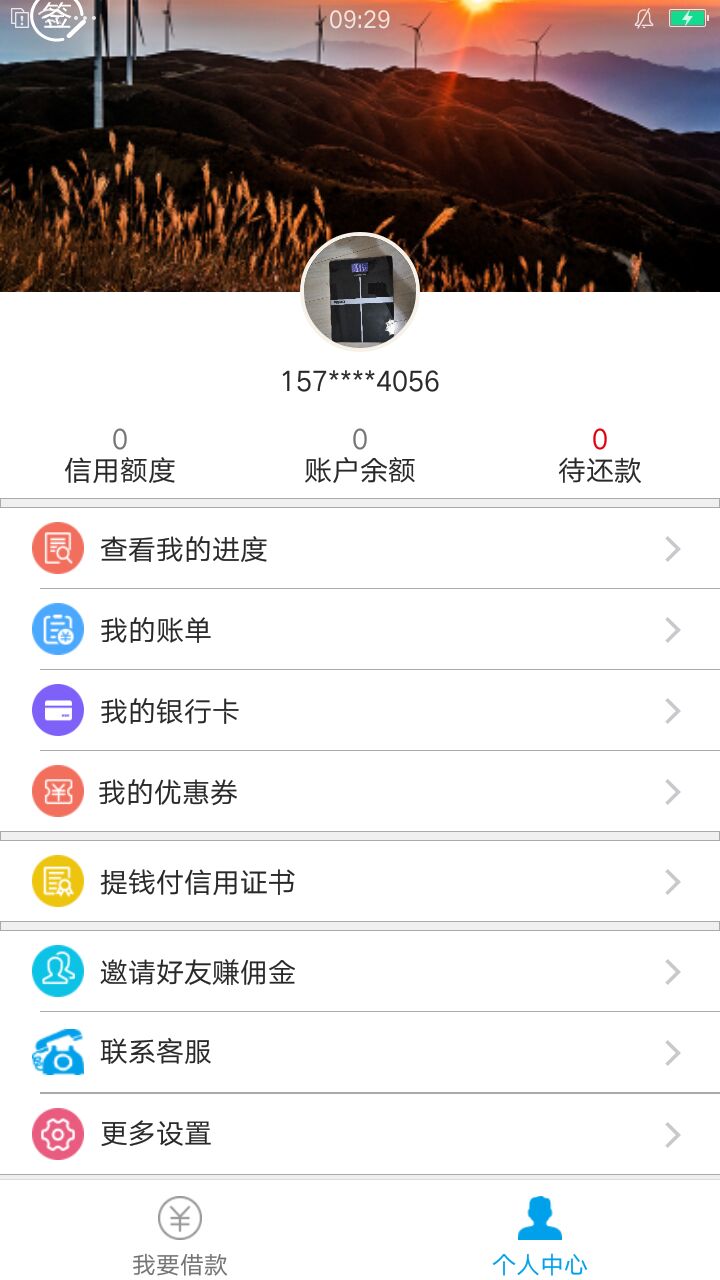 签
09:29
157****4056
0 0 0
信用额度 账户余额 待还款
查看我的进度
我的账单
我的银行卡
我的优惠券
提钱付信用证书
邀请好友赚佣金
联系客服
更多设置
我要借款 个人中心